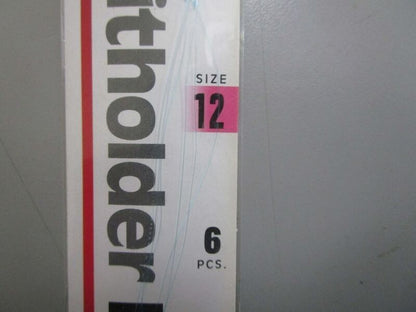 itholder
SIZE
12
6
PCS.